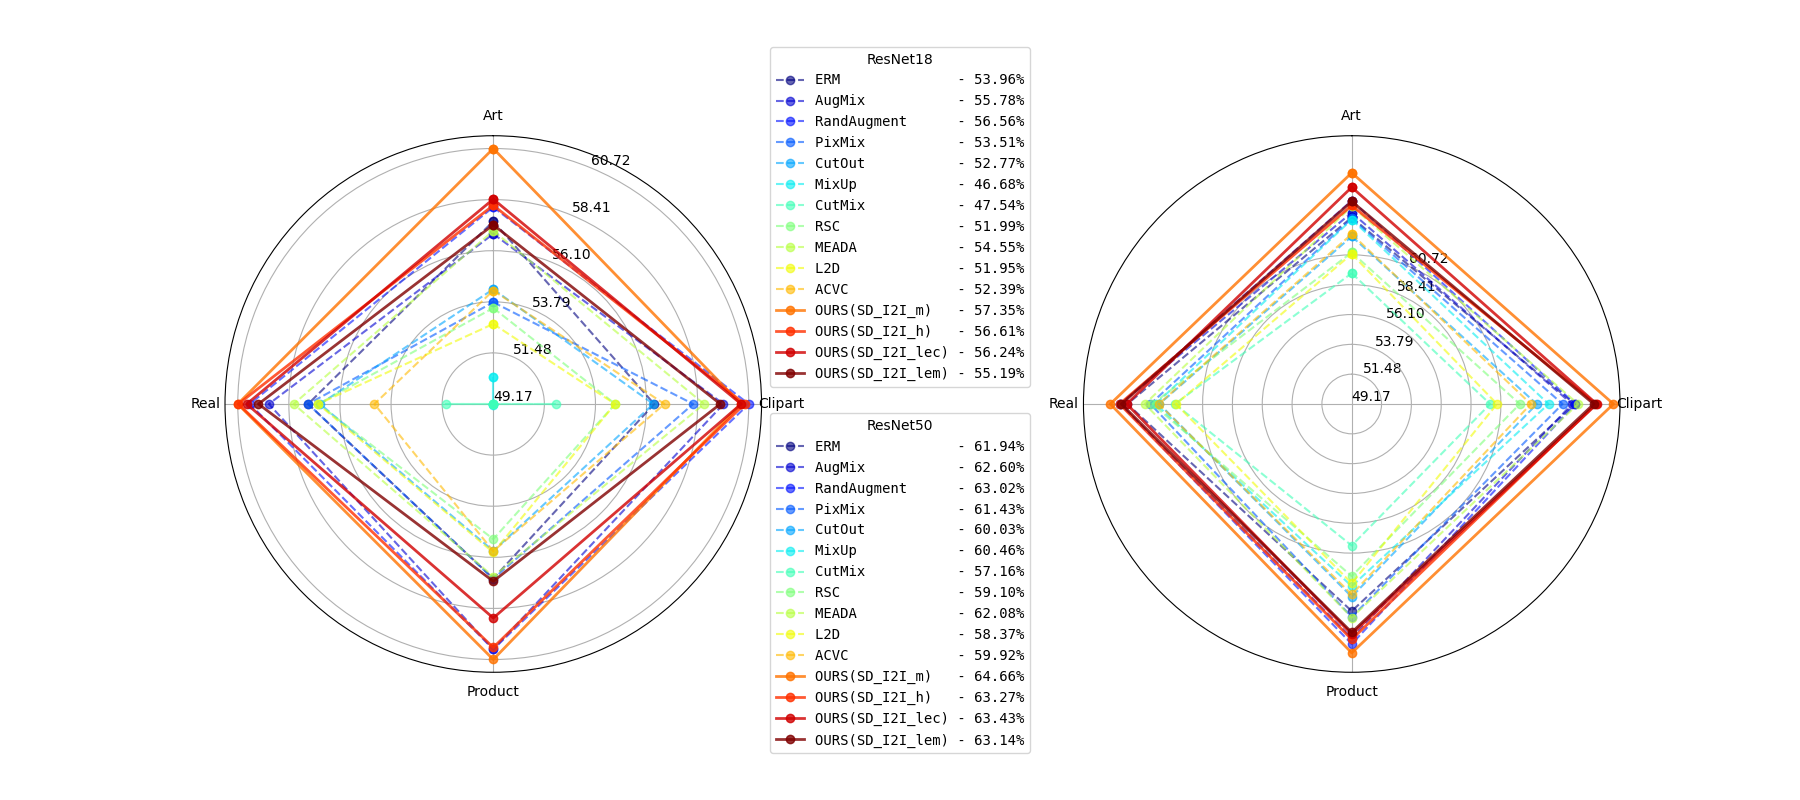 Art
60.72
58.41
56.10
53.79
51.48
49.17
Real
Clipart
Product
ResNet18
ERM - 53.96%
AugMix - 55.78%
RandAugment - 56.56%
PixMix - 53.51%
CutOut - 52.77%
MixUp - 46.68%
CutMix - 47.54%
RSC - 51.99%
MEADA - 54.55%
L2D - 51.95%
ACVC - 52.39%
OURS(SD_I2I_m) - 57.35%
OURS(SD_I2I_h) - 56.61%
OURS(SD_I2I_lec) - 56.24%
OURS(SD_I2I_lem) - 55.19%
ResNet50
ERM - 61.94%
AugMix - 62.60%
RandAugment - 63.02%
PixMix - 61.43%
CutOut - 60.03%
MixUp - 60.46%
CutMix - 57.16%
RSC - 59.10%
MEADA - 62.08%
L2D - 58.37%
ACVC - 59.92%
OURS(SD_I2I_m) - 64.66%
OURS(SD_I2I_h) - 63.27%
OURS(SD_I2I_lec) - 63.43%
OURS(SD_I2I_lem) - 63.14%
Art
60.72
58.41
56.10
53.79
51.48
49.17
Real
Clipart
Product